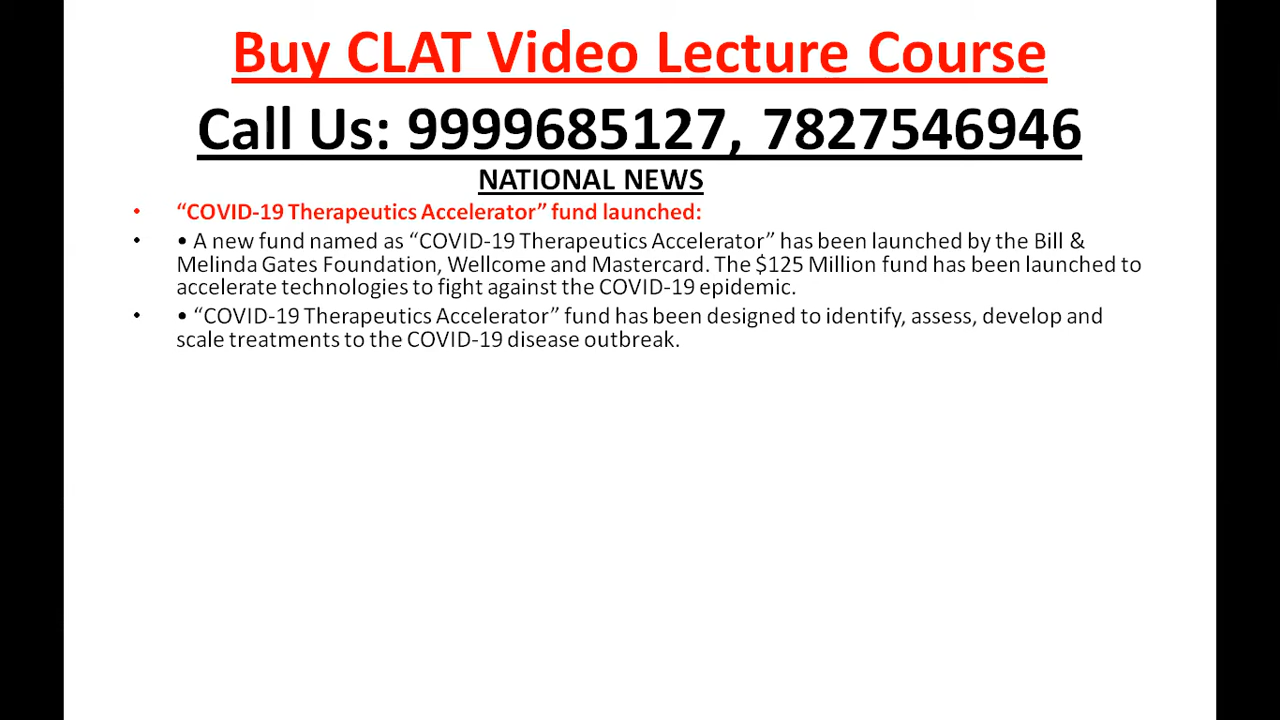 Buy CLAT Video Lecture Course
Call Us: 9999685127, 7827546946
NATIONAL NEWS
• “COVID-19 Therapeutics Accelerator” fund launched:
• • A new fund named as “COVID-19 Therapeutics Accelerator” has been launched by the Bill &
Melinda Gates Foundation, Wellcome and Mastercard. The $125 Million fund has been launched to
accelerate technologies to fight against the COVID-19 epidemic.
• • “COVID-19 Therapeutics Accelerator” fund has been designed to identify, assess, develop and
scale treatments to the COVID-19 disease outbreak.